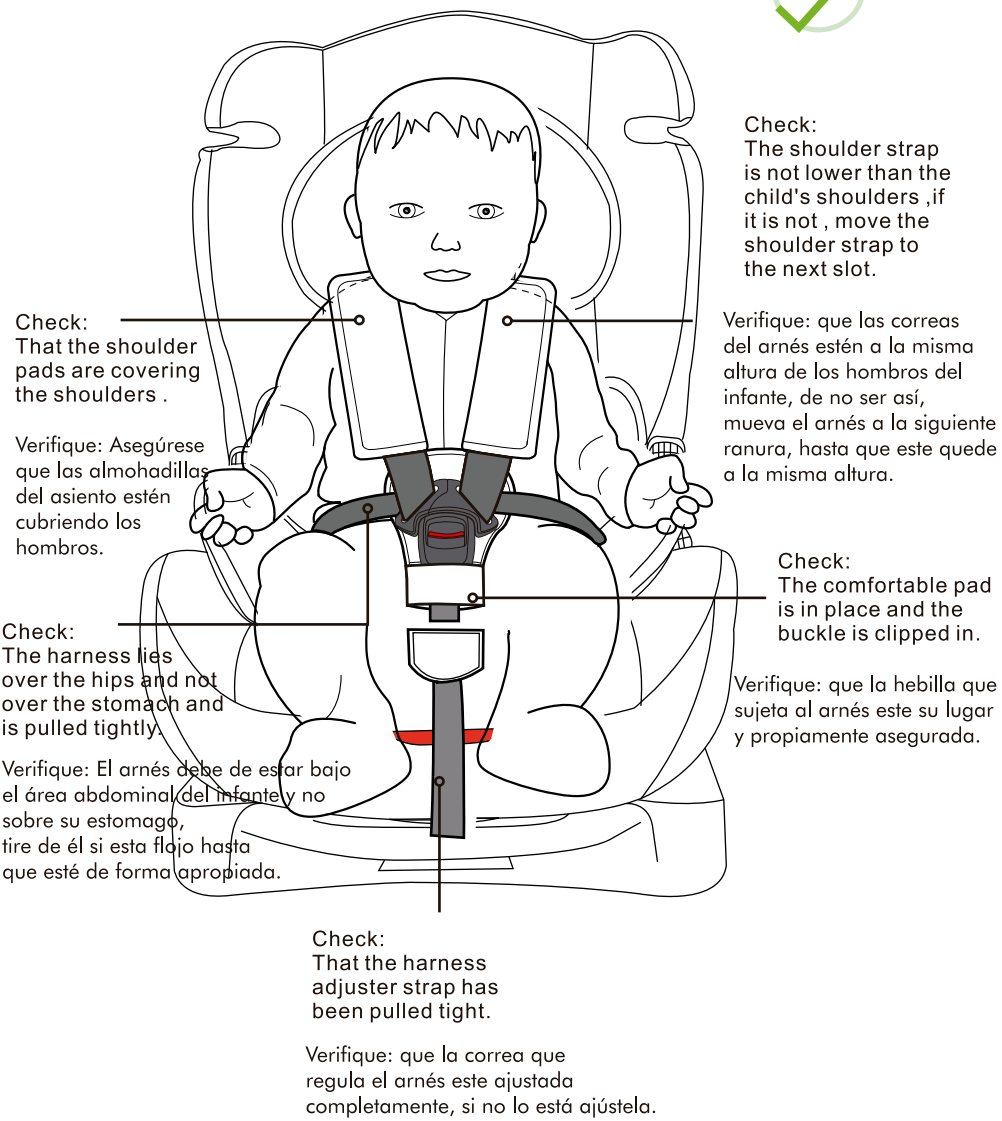 Check:
The shoulder strap
is not lower than the
child's shoulders ,if
it is not , move the
shoulder strap to
the next slot.
Verifique: que las correas
del arnés estén a la misma
altura de los hombros del
infante, de no ser así,
mueva el arnés a la siguiente
ranura, hasta que este quede
a la misma altura.
Check:
That the shoulder
pads are covering
the shoulders .
Verifique: Asegúrese
que las almohadillas
del asiento estén
cubriendo los
hombros.
Check:
The comfortable pad
is in place and the
buckle is clipped in.
Verifique: que la hebilla que
sujeta al arnés este su lugar
y propiamente asegurada.
Check:
The harness lies
over the hips and not
over the stomach and
is pulled tightly.
Verifique: El arnés debe de estar bajo
el área abdominal del infante y no
sobre su estomago,
tire de él si esta flojo hasta
que esté de forma apropiada.
Check:
That the harness
adjuster strap has
been pulled tight.
Verifique: que la correa que
regula el arnés este ajustada
completamente, si no lo está ajústela.